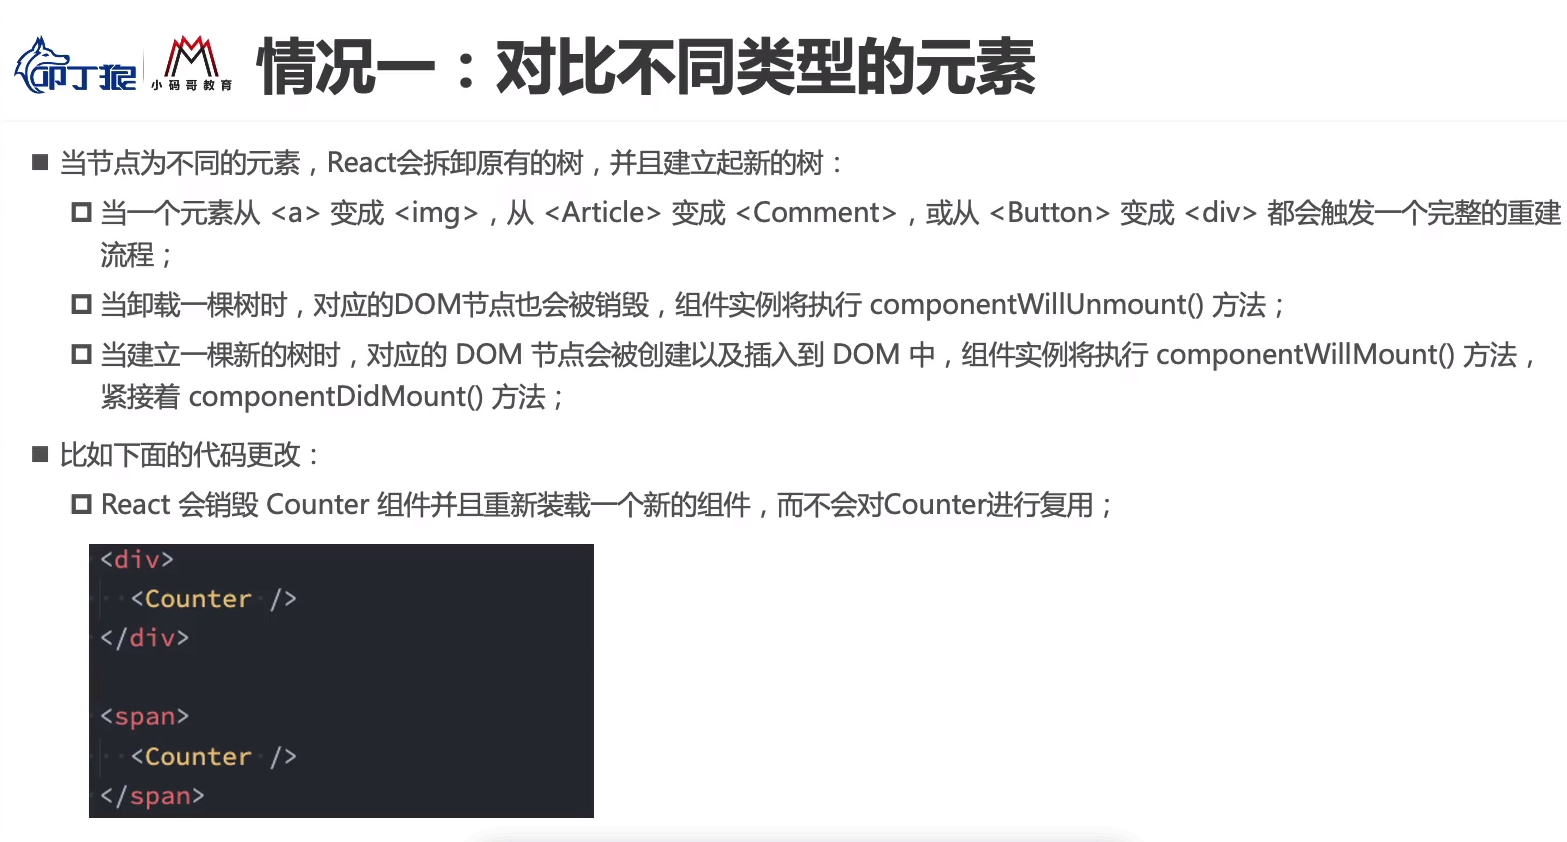 叩丁狼 小码哥教育 情况一：对比不同类型的元素
当节点为不同的元素，React会拆卸原有的树，并且建立起新的树：
当一个元素从 <a> 变成 <img>，从 <Article> 变成 <Comment>，或从 <Button> 变成 <div> 都会触发一个完整的重建
流程；
当卸载一棵树时，对应的DOM节点也会被销毁，组件实例将执行 componentWillUnmount() 方法；
当建立一棵新的树时，对应的 DOM 节点会被创建以及插入到 DOM 中，组件实例将执行 componentWillMount() 方法，
紧接着 componentDidMount() 方法；
比如下面的代码更改：
React 会销毁 Counter 组件并且重新装载一个新的组件，而不会对Counter进行复用；
<div>
<Counter />
</div>
<span>
<Counter />
</span>